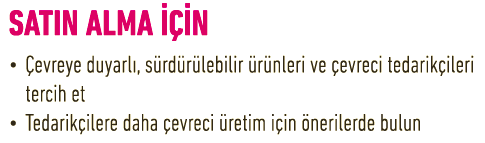 SATIN ALMA İÇİN
• Çevreye duyarlı, sürdürülebilir ürünleri ve çevreci tedarikçileri
tercih et
• Tedarikçilere daha çevreci üretim için önerilerde bulun